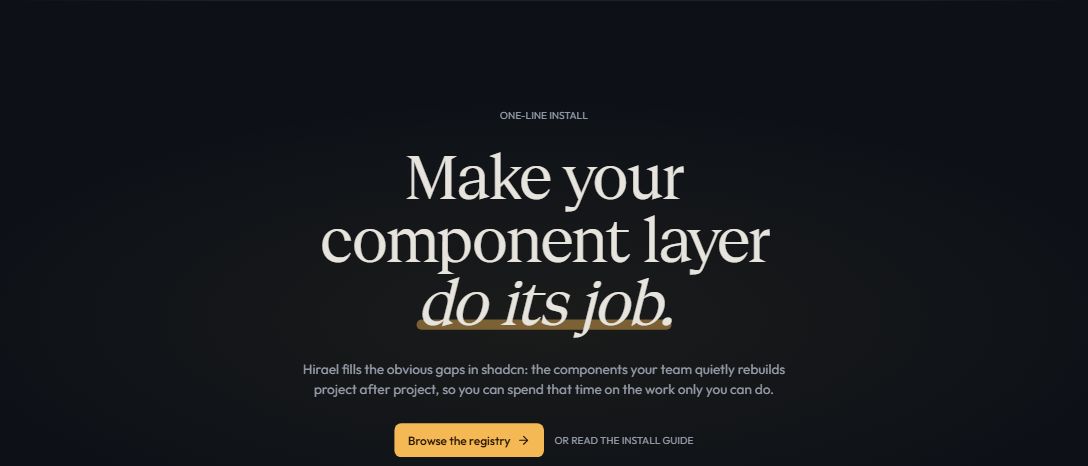 ONE-LINE INSTALL
Make your
component layer
do its job.
Hirael fills the obvious gaps in shadcn: the components your team quietly rebuilds
project after project, so you can spend that time on the work only you can do.
Browse the registry → OR READ THE INSTALL GUIDE